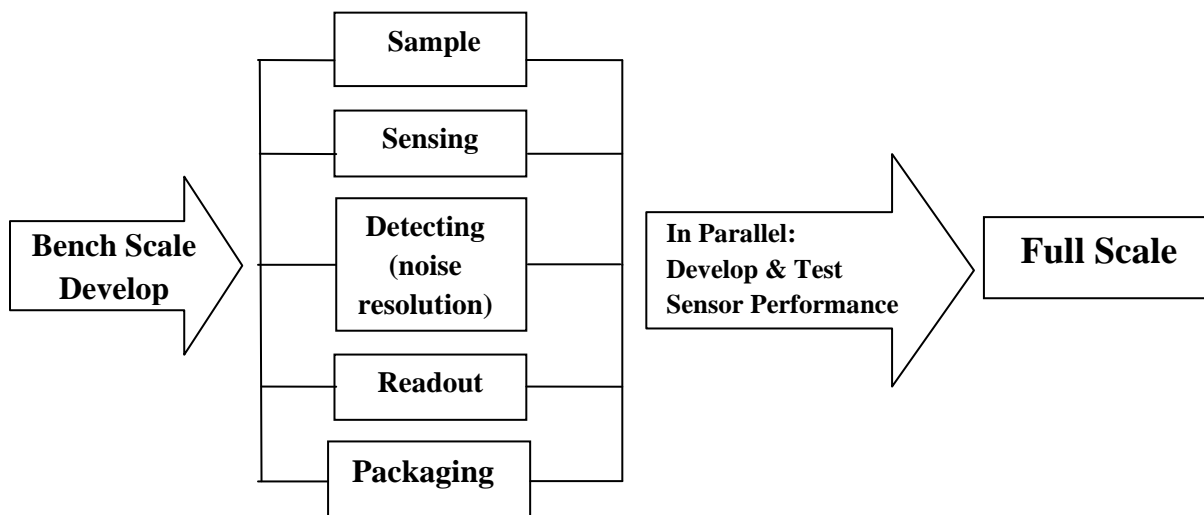 Bench Scale
Develop
Sample
Sensing
Detecting
(noise
resolution)
Readout
Packaging
In Parallel:
Develop & Test
Sensor Performance
Full Scale